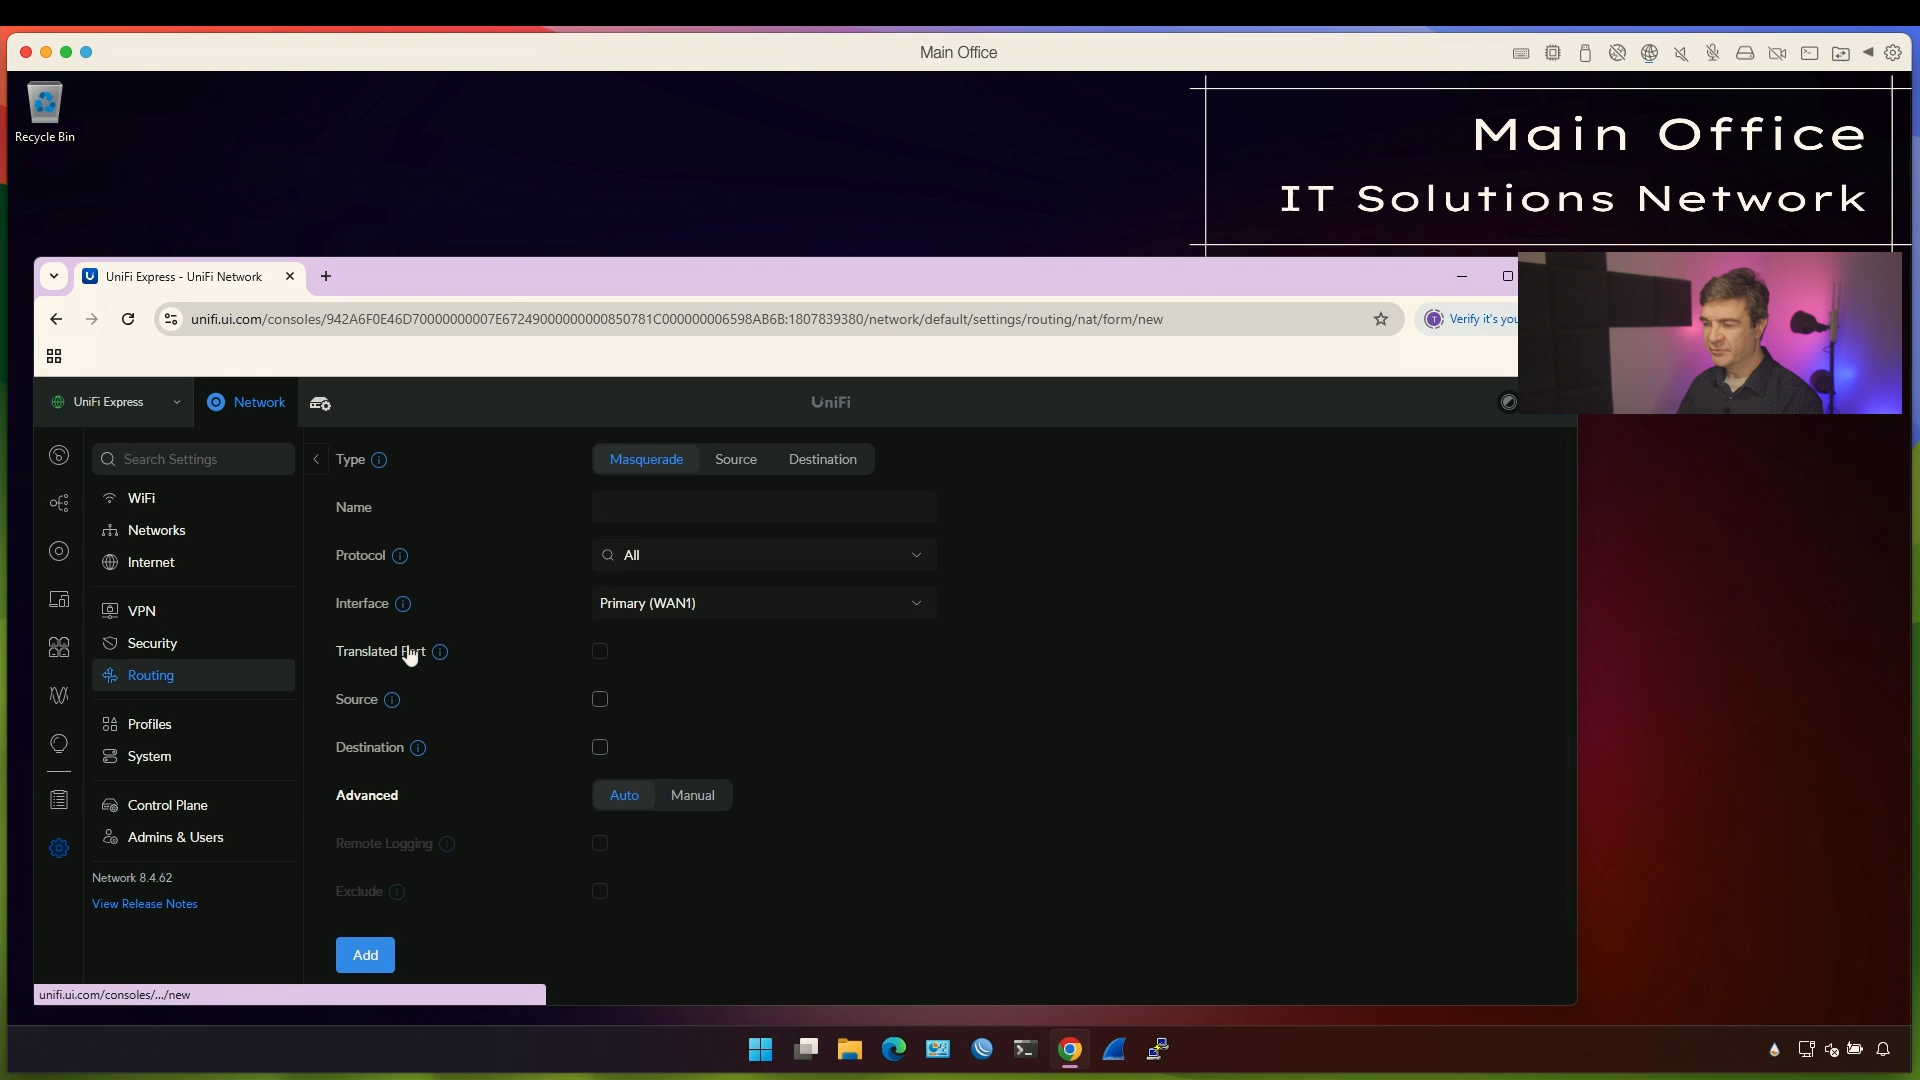 Main Office
Recycle Bin
Main Office
IT Solutions Network
UniFi Express - UniFi Network
unifi.ui.com/consoles/942A6F0E46D70000000007E67249000000000850781C000000006598AB6B:1807839380/network/default/settings/routing/nat/form/new
Verify it's you
UniFi Express
Network
UniFi
Search Settings
WiFi
Networks
Internet
VPN
Security
Routing
Profiles
System
Control Plane
Admins & Users
Network 8.4.62
View Release Notes
Type
Masquerade
Source
Destination
Name
Protocol
All
Interface
Primary (WAN1)
Translated Port
Source
Destination
Advanced
Auto
Manual
Remote Logging
Exclude
Add
unifi.ui.com/consoles/.../new